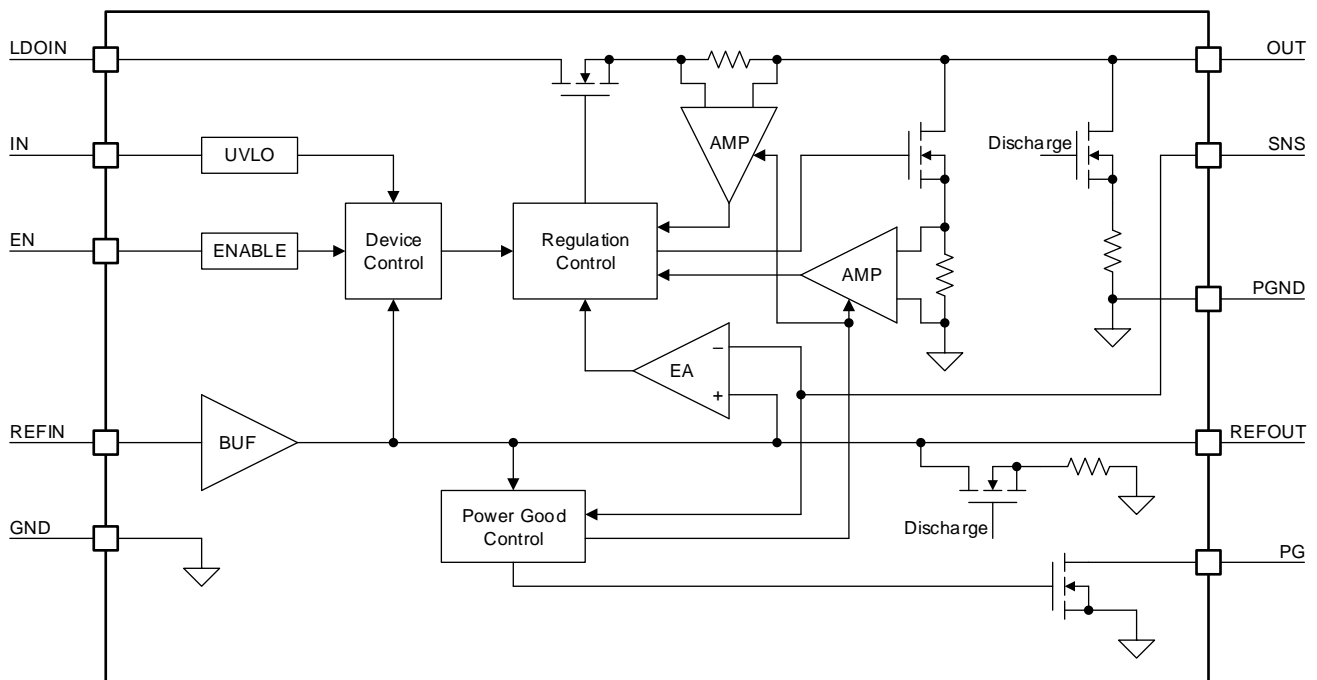 LDOIN
OUT
IN
UVLO
AMP
Discharge
SNS
EN
ENABLE
Device
Control
Regulation
Control
AMP
PGND
EA
−
+
REFIN
BUF
REFOUT
GND
Power Good
Control
Discharge
PG